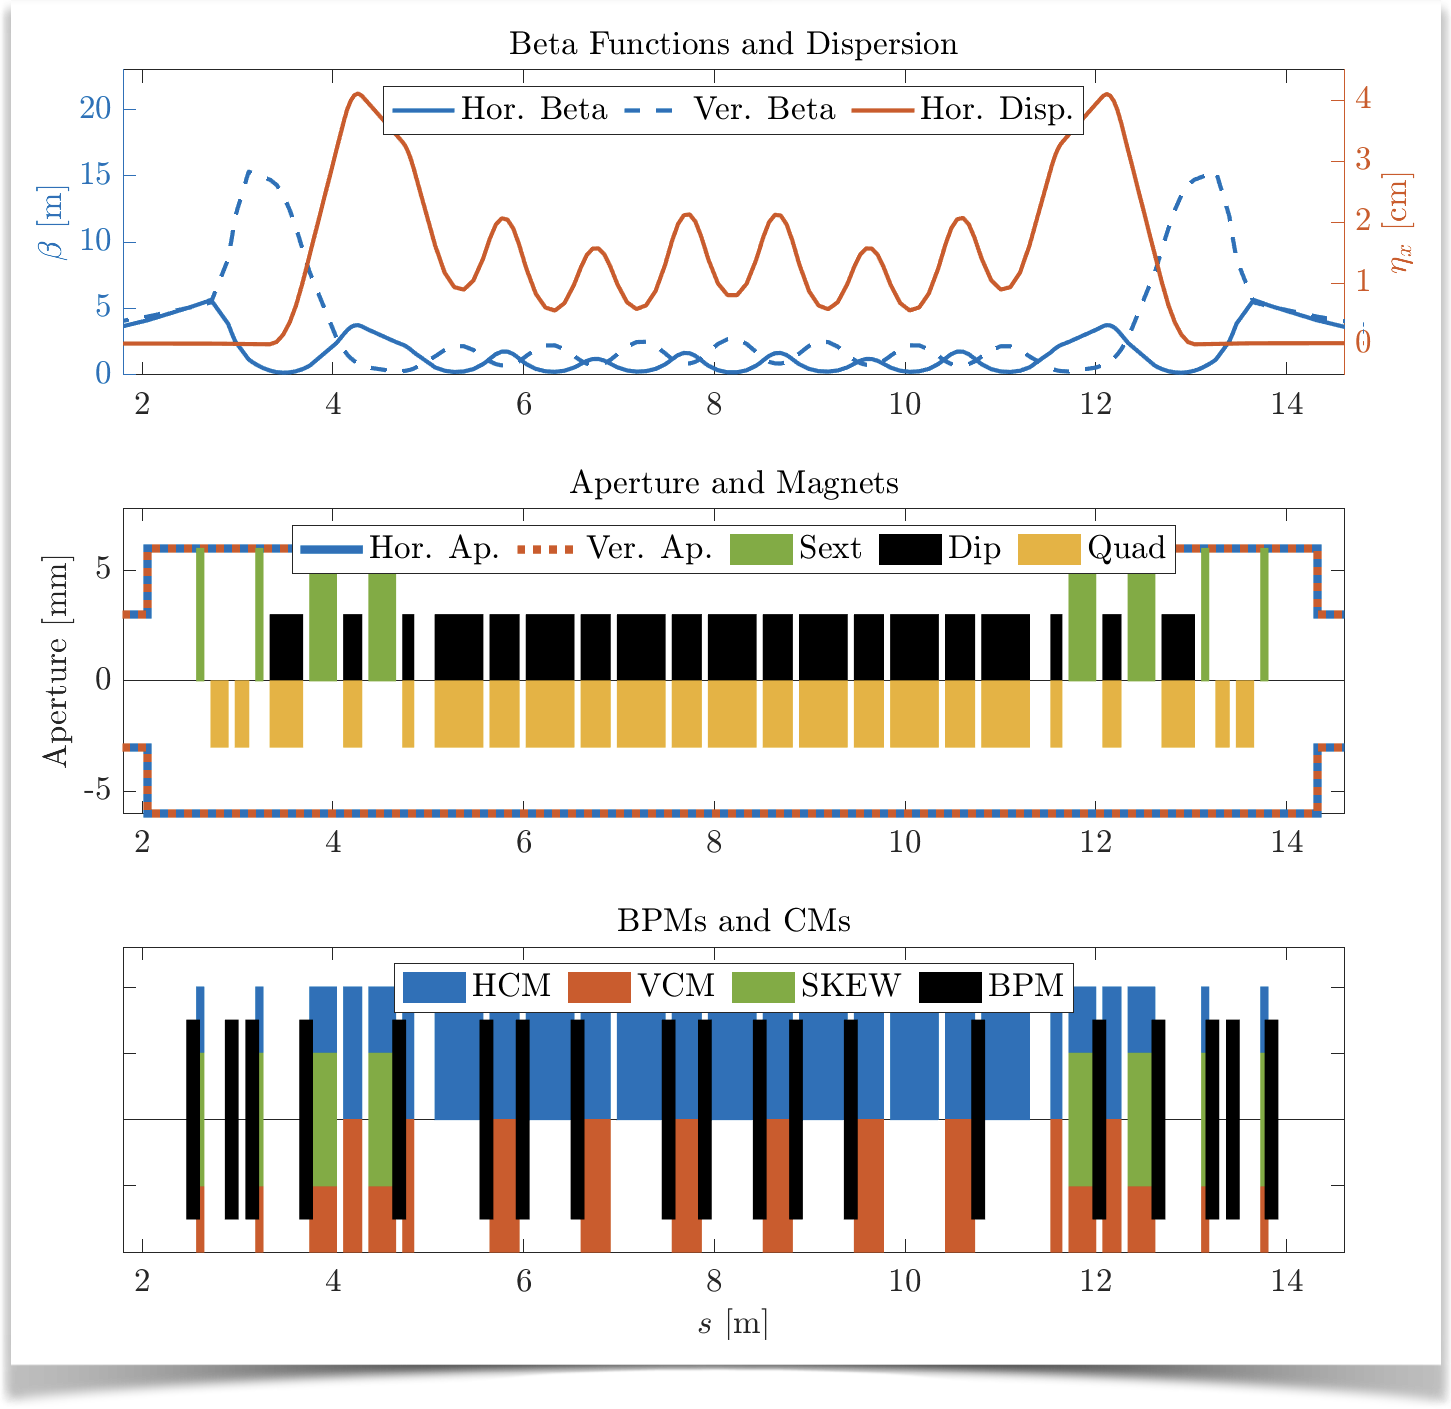 Beta Functions and Dispersion
Hor. Beta Ver. Beta Hor. Disp.
20
15
10
5
0
β [m]
4
3
2
1
0
ηx [cm]
2 4 6 8 10 12 14
Aperture and Magnets
Hor. Ap. Ver. Ap. Sext Dip Quad
5
0
-5
Aperture [mm]
2 4 6 8 10 12 14
BPMs and CMs
HCM VCM SKEW BPM
2 4 6 8 10 12 14
s [m]